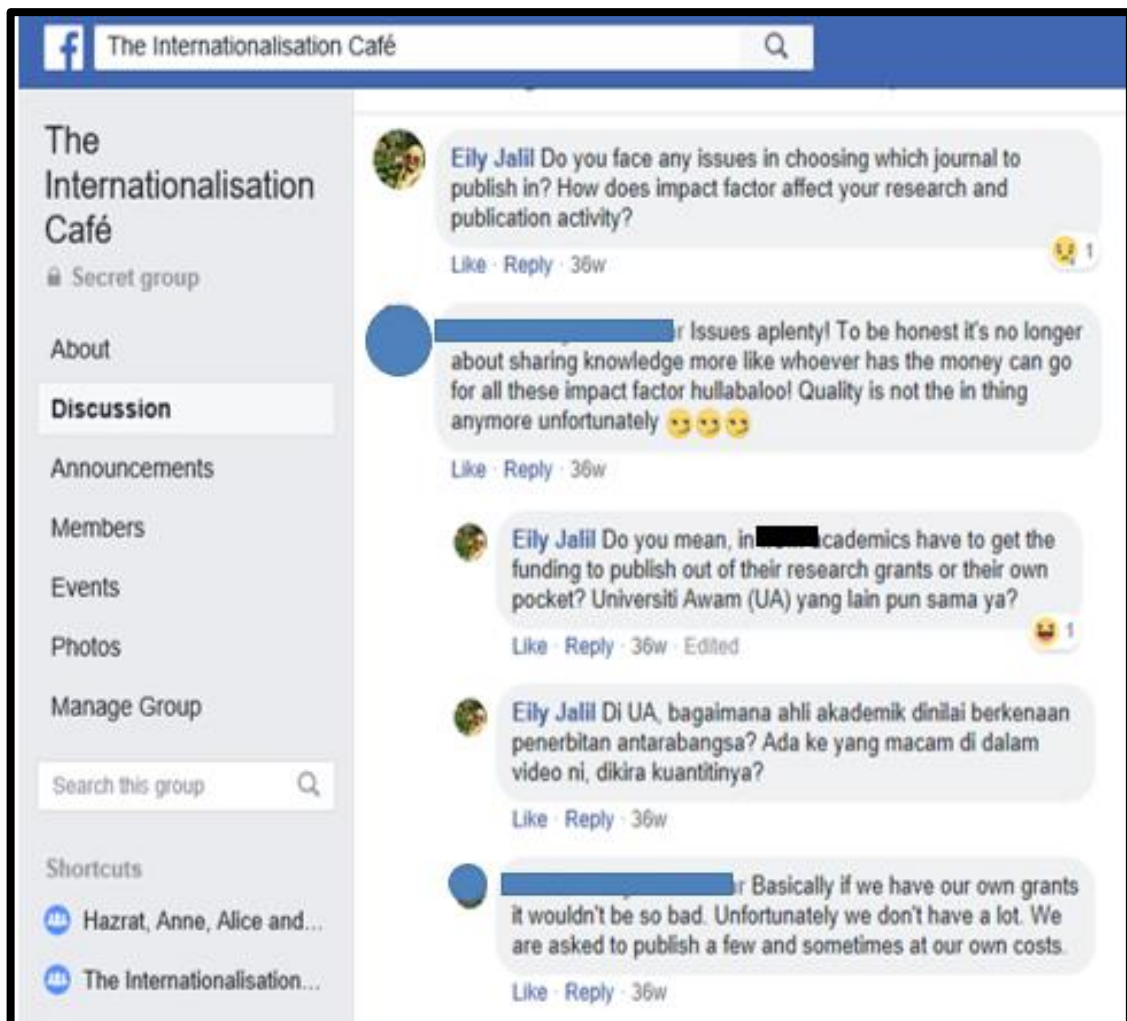 f The Internationalisation Café
The
Internationalisation
Café
Secret group
About
Discussion
Announcements
Members
Events
Photos
Manage Group
Search this group
Shortcuts
Hazrat, Anne, Alice and...
The Internationalisation...
Eily Jalil Do you face any issues in choosing which journal to
publish in? How does impact factor affect your research and
publication activity?
1
Like · Reply · 36w
r Issues aplenty! To be honest it's no longer
about sharing knowledge more like whoever has the money can go
for all these impact factor hullabaloo! Quality is not the in thing
anymore unfortunately 😏😏😏
Like · Reply · 36w
Eily Jalil Do you mean, in cademics have to get the
funding to publish out of their research grants or their own
pocket? Universiti Awam (UA) yang lain pun sama ya?
1
Like · Reply · 36w · Edited
Eily Jalil Di UA, bagaimana ahli akademik dinilai berkenaan
penerbitan antarabangsa? Ada ke yang macam di dalam
video ni, dikira kuantitinya?
Like · Reply · 36w
r Basically if we have our own grants
it wouldn't be so bad. Unfortunately we don't have a lot. We
are asked to publish a few and sometimes at our own costs.
Like · Reply · 36w